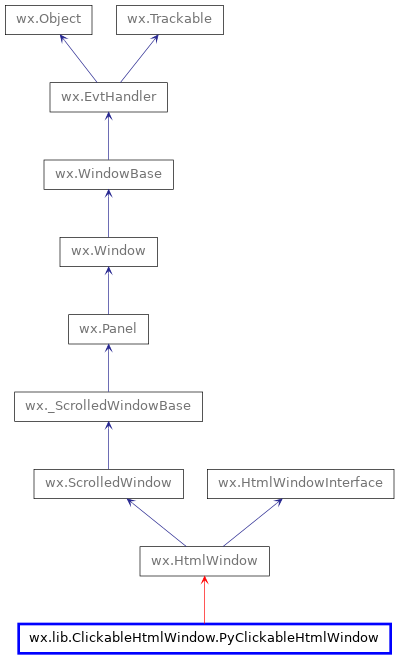 wx.Object
wx.Trackable
wx.EvtHandler
wx.WindowBase
wx.Window
wx.Panel
wx._ScrolledWindowBase
wx.ScrolledWindow
wx.HtmlWindowInterface
wx.HtmlWindow
wx.lib.ClickableHtmlWindow.PyClickableHtmlWindow